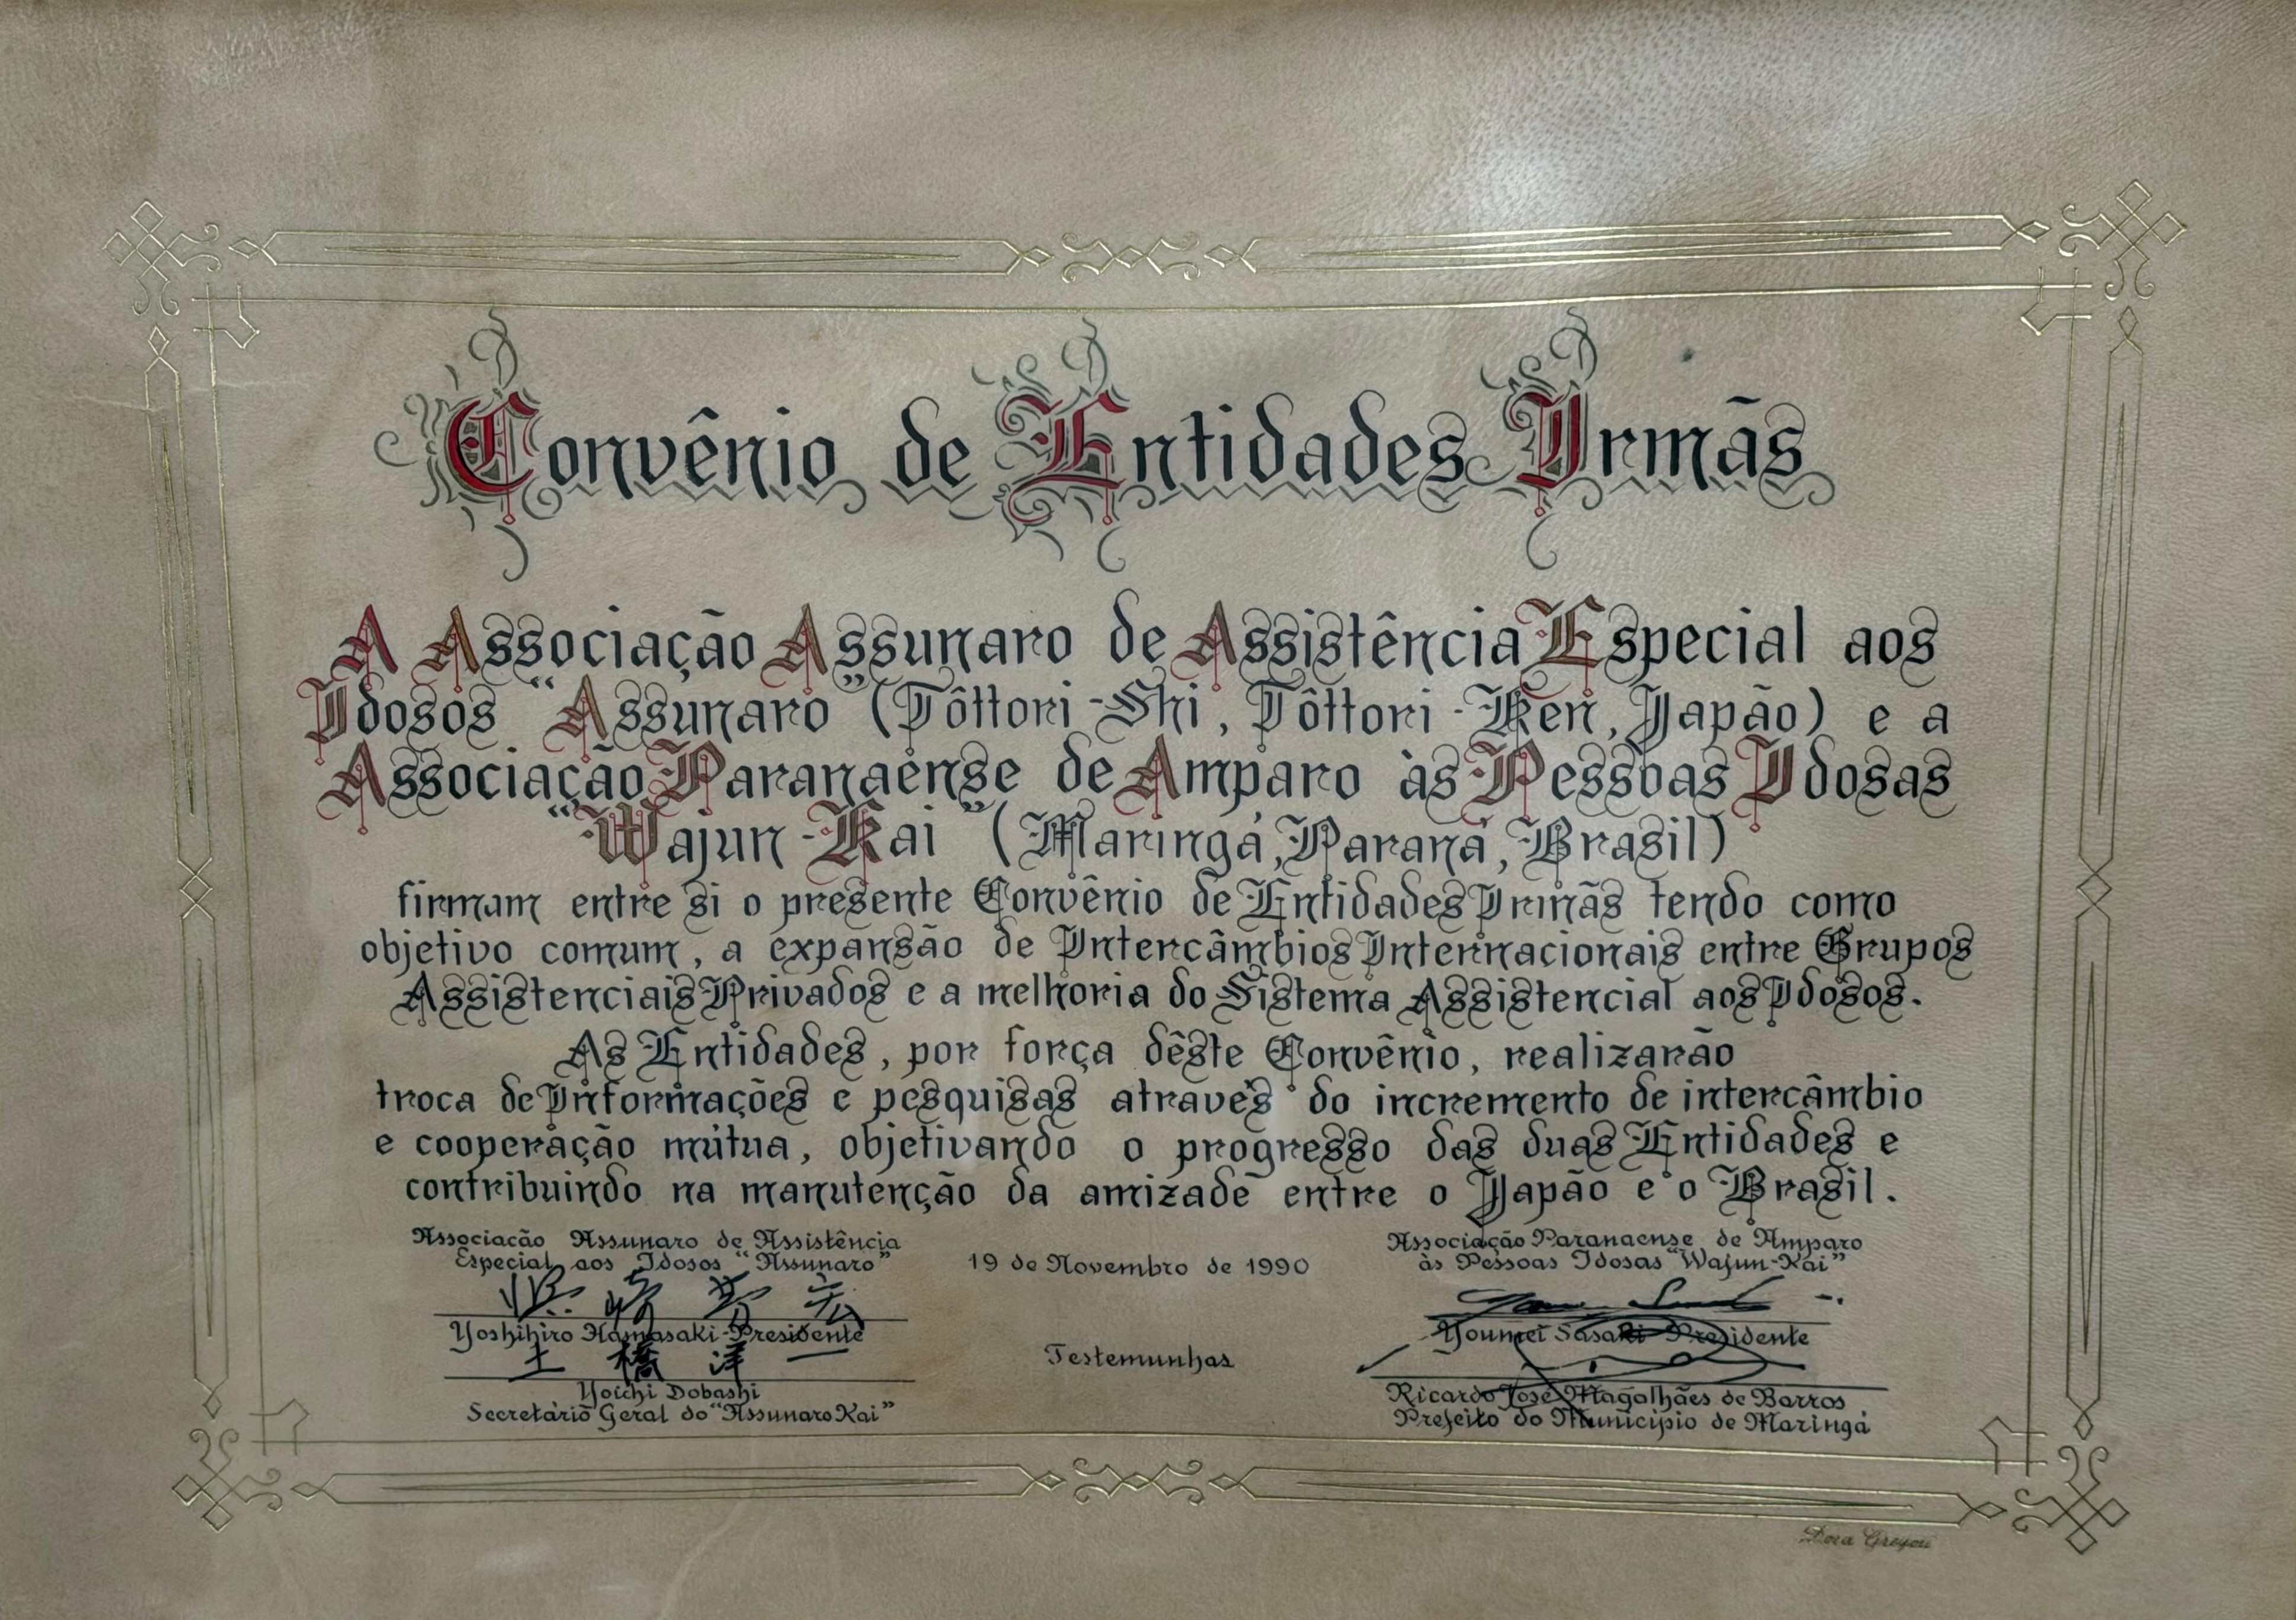 Convênio de Entidades Irmãs
A Associação Assunaro de Assistência Especial aos
Idosos "Assunaro" (Tôttori-Shi, Tôttori-Ken, Japão) e a
Associação Paranaense de Amparo às Pessoas Idosas
"Wajun-Kai" (Maringá, Paraná, Brasil)
firmam entre si o presente Convênio de Entidades Irmãs tendo como
objetivo comum, a expansão de Intercâmbios Internacionais entre Grupos
Assistenciais Privados e a melhoria do Sistema Assistencial aos Idosos.
As Entidades, por força dêste Convênio, realizarão
troca de Informações e pesquisas através do incremento de intercâmbio
e cooperação mútua, objetivando o progresso das duas Entidades e
contribuindo na manutenção da amizade entre o Japão e o Brasil.
Associação Assunaro de Assistência
Especial aos Idosos "Assunaro"
浜崎 宏
Yoshihiro Hamasaki-Presidente
土橋洋一
Yoichi Dobashi
Secretário Geral do "Assunaro Kai"
19 de Novembro de 1990
Testemunhas
Associação Paranaense de Amparo
às Pessoas Idosas "Wajun-Kai"
Youmei Sasaki-Presidente
Ricardo José Magalhães de Barros
Prefeito do Município de Maringá
Dora